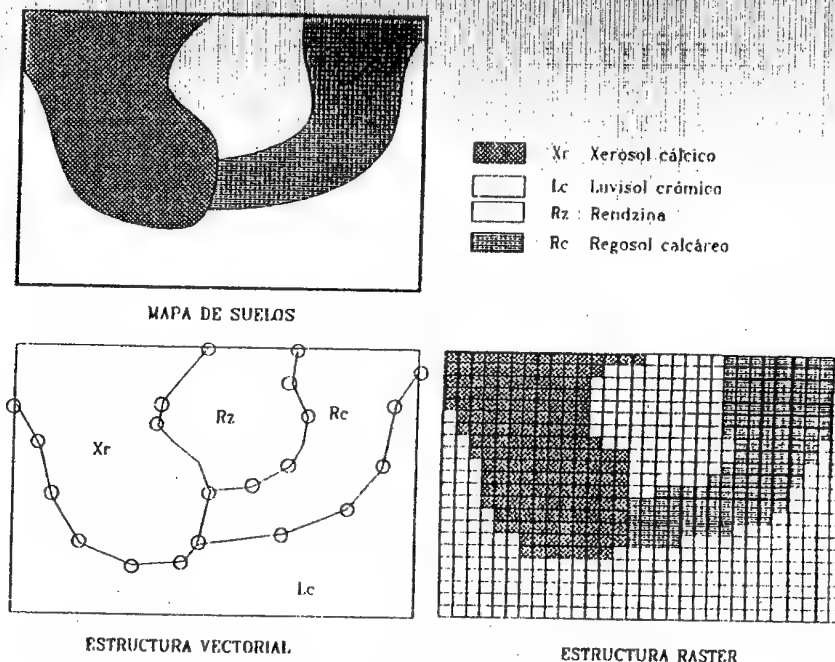 Xr Xerosol cálcico
Lc Luvisol crómico
Rz : Rendzina
Rc Regosol calcáreo
MAPA DE SUELOS
Xr
Rz
Rc
Lc
ESTRUCTURA VECTORIAL
ESTRUCTURA RASTER